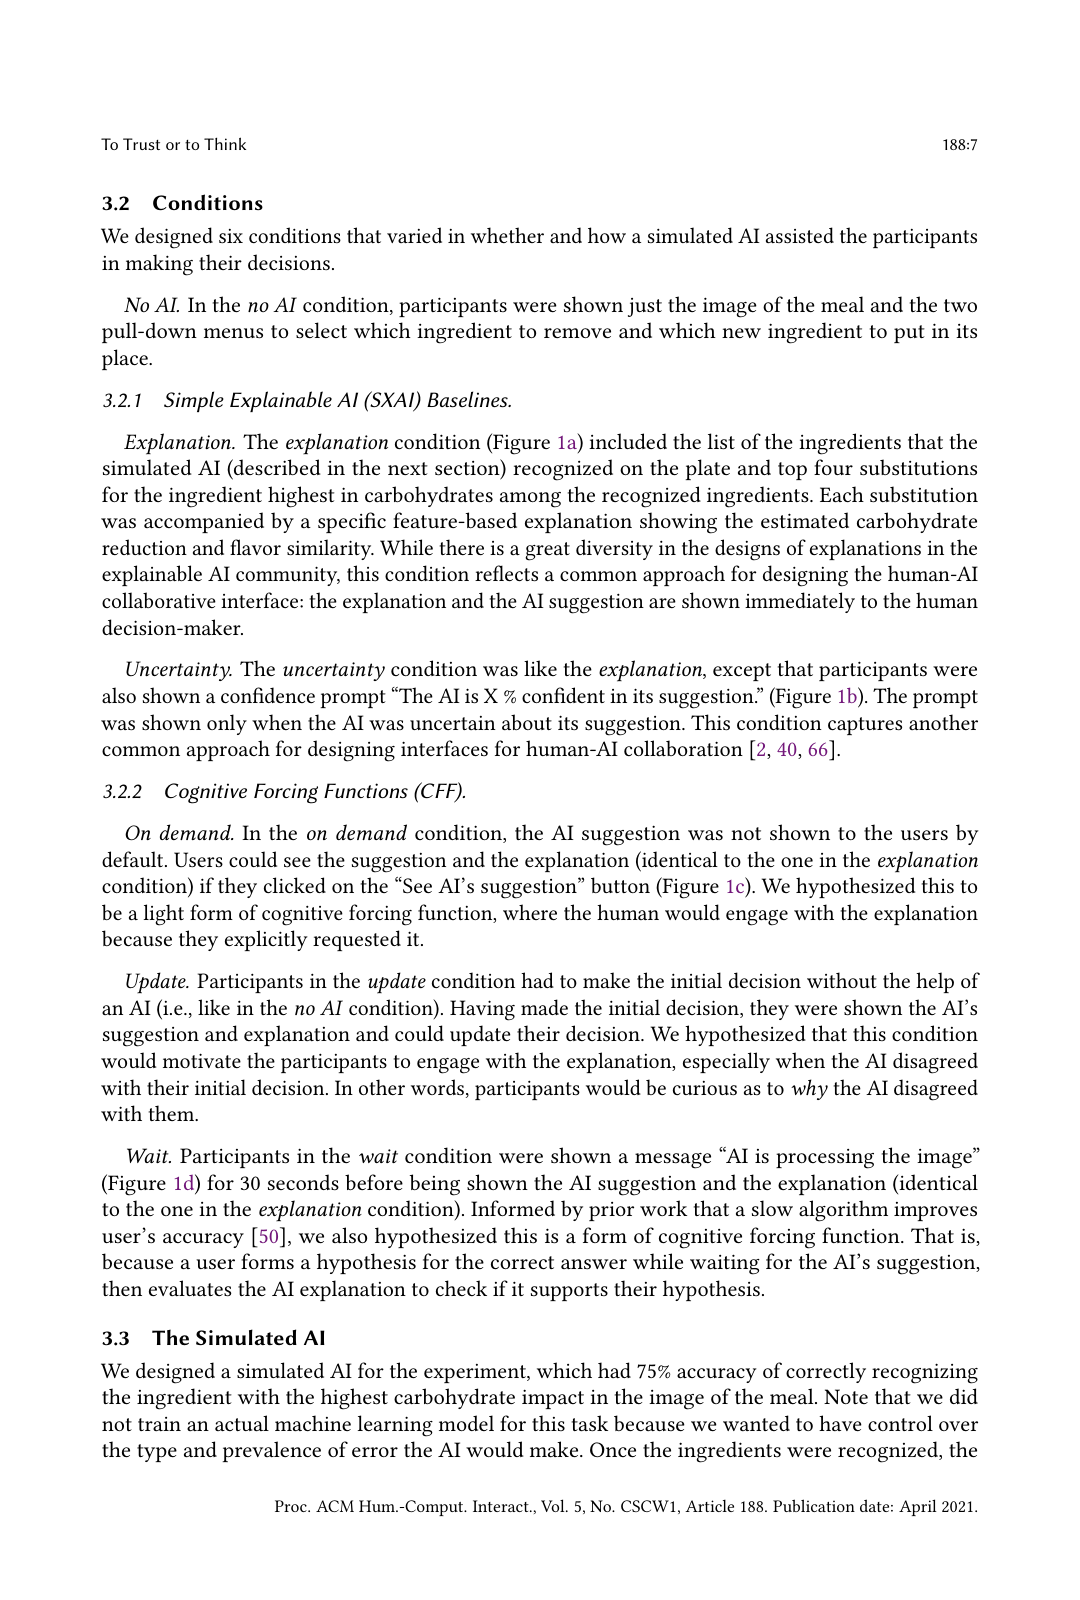 To Trust or to Think 188:7
3.2 Conditions
We designed six conditions that varied in whether and how a simulated AI assisted the participants
in making their decisions.
No AI. In the no AI condition, participants were shown just the image of the meal and the two
pull-down menus to select which ingredient to remove and which new ingredient to put in its
place.
3.2.1 Simple Explainable AI (SXAI) Baselines.
Explanation. The explanation condition (Figure 1a) included the list of the ingredients that the
simulated AI (described in the next section) recognized on the plate and top four substitutions
for the ingredient highest in carbohydrates among the recognized ingredients. Each substitution
was accompanied by a specific feature-based explanation showing the estimated carbohydrate
reduction and flavor similarity. While there is a great diversity in the designs of explanations in the
explainable AI community, this condition reflects a common approach for designing the human-AI
collaborative interface: the explanation and the AI suggestion are shown immediately to the human
decision-maker.
Uncertainty. The uncertainty condition was like the explanation, except that participants were
also shown a confidence prompt “The AI is X % confident in its suggestion.” (Figure 1b). The prompt
was shown only when the AI was uncertain about its suggestion. This condition captures another
common approach for designing interfaces for human-AI collaboration [2, 40, 66].
3.2.2 Cognitive Forcing Functions (CFF).
On demand. In the on demand condition, the AI suggestion was not shown to the users by
default. Users could see the suggestion and the explanation (identical to the one in the explanation
condition) if they clicked on the “See AI’s suggestion” button (Figure 1c). We hypothesized this to
be a light form of cognitive forcing function, where the human would engage with the explanation
because they explicitly requested it.
Update. Participants in the update condition had to make the initial decision without the help of
an AI (i.e., like in the no AI condition). Having made the initial decision, they were shown the AI’s
suggestion and explanation and could update their decision. We hypothesized that this condition
would motivate the participants to engage with the explanation, especially when the AI disagreed
with their initial decision. In other words, participants would be curious as to why the AI disagreed
with them.
Wait. Participants in the wait condition were shown a message “AI is processing the image”
(Figure 1d) for 30 seconds before being shown the AI suggestion and the explanation (identical
to the one in the explanation condition). Informed by prior work that a slow algorithm improves
user’s accuracy [50], we also hypothesized this is a form of cognitive forcing function. That is,
because a user forms a hypothesis for the correct answer while waiting for the AI’s suggestion,
then evaluates the AI explanation to check if it supports their hypothesis.
3.3 The Simulated AI
We designed a simulated AI for the experiment, which had 75% accuracy of correctly recognizing
the ingredient with the highest carbohydrate impact in the image of the meal. Note that we did
not train an actual machine learning model for this task because we wanted to have control over
the type and prevalence of error the AI would make. Once the ingredients were recognized, the
Proc. ACM Hum.-Comput. Interact., Vol. 5, No. CSCW1, Article 188. Publication date: April 2021.